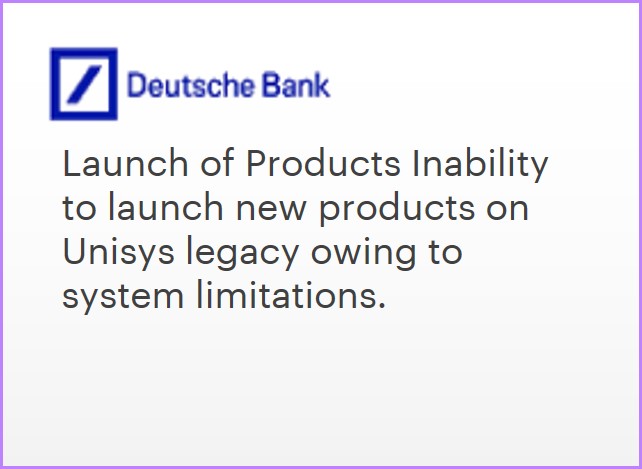 Deutsche Bank
Launch of Products Inability
to launch new products on
Unisys legacy owing to
system limitations.